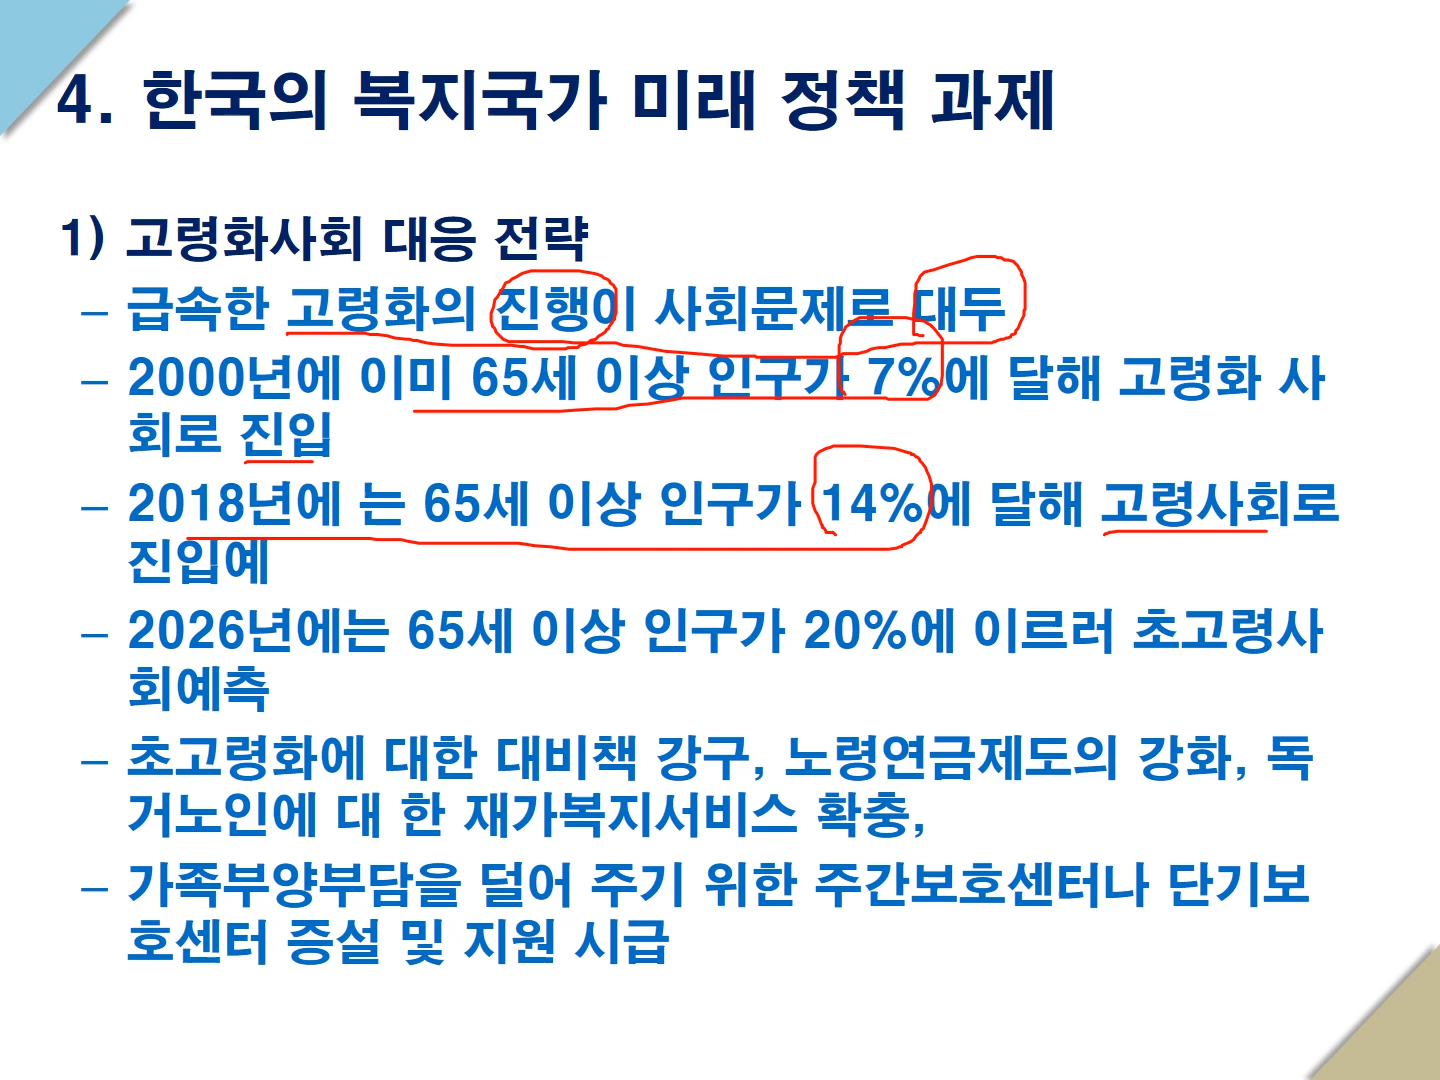 4. 한국의 복지국가 미래 정책 과제
1) 고령화사회 대응 전략
– 급속한 고령화의 진행이 사회문제로 대두
– 2000년에 이미 65세 이상 인구가 7%에 달해 고령화 사
회로 진입
– 2018년에 는 65세 이상 인구가 14%에 달해 고령사회로
진입예
– 2026년에는 65세 이상 인구가 20%에 이르러 초고령사
회예측
– 초고령화에 대한 대비책 강구, 노령연금제도의 강화, 독
거노인에 대 한 재가복지서비스 확충,
– 가족부양부담을 덜어 주기 위한 주간보호센터나 단기보
호센터 증설 및 지원 시급